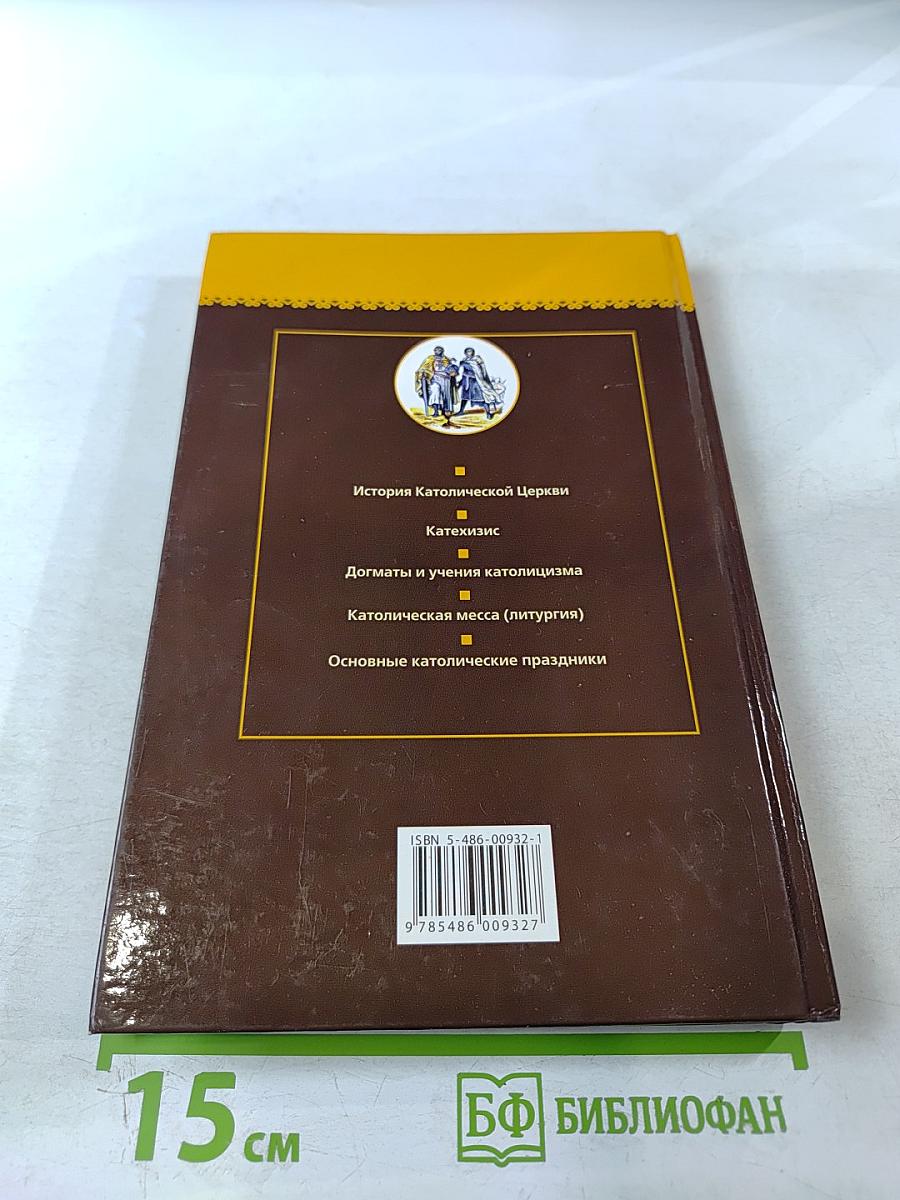 История Католической Церкви
Катехизис
Догматы и учения католицизма
Католическая месса (литургия)
Основные католические праздники
ISBN 5-486-00932-1
9 785486 009327
15 см
БФ БИБЛИОФАН